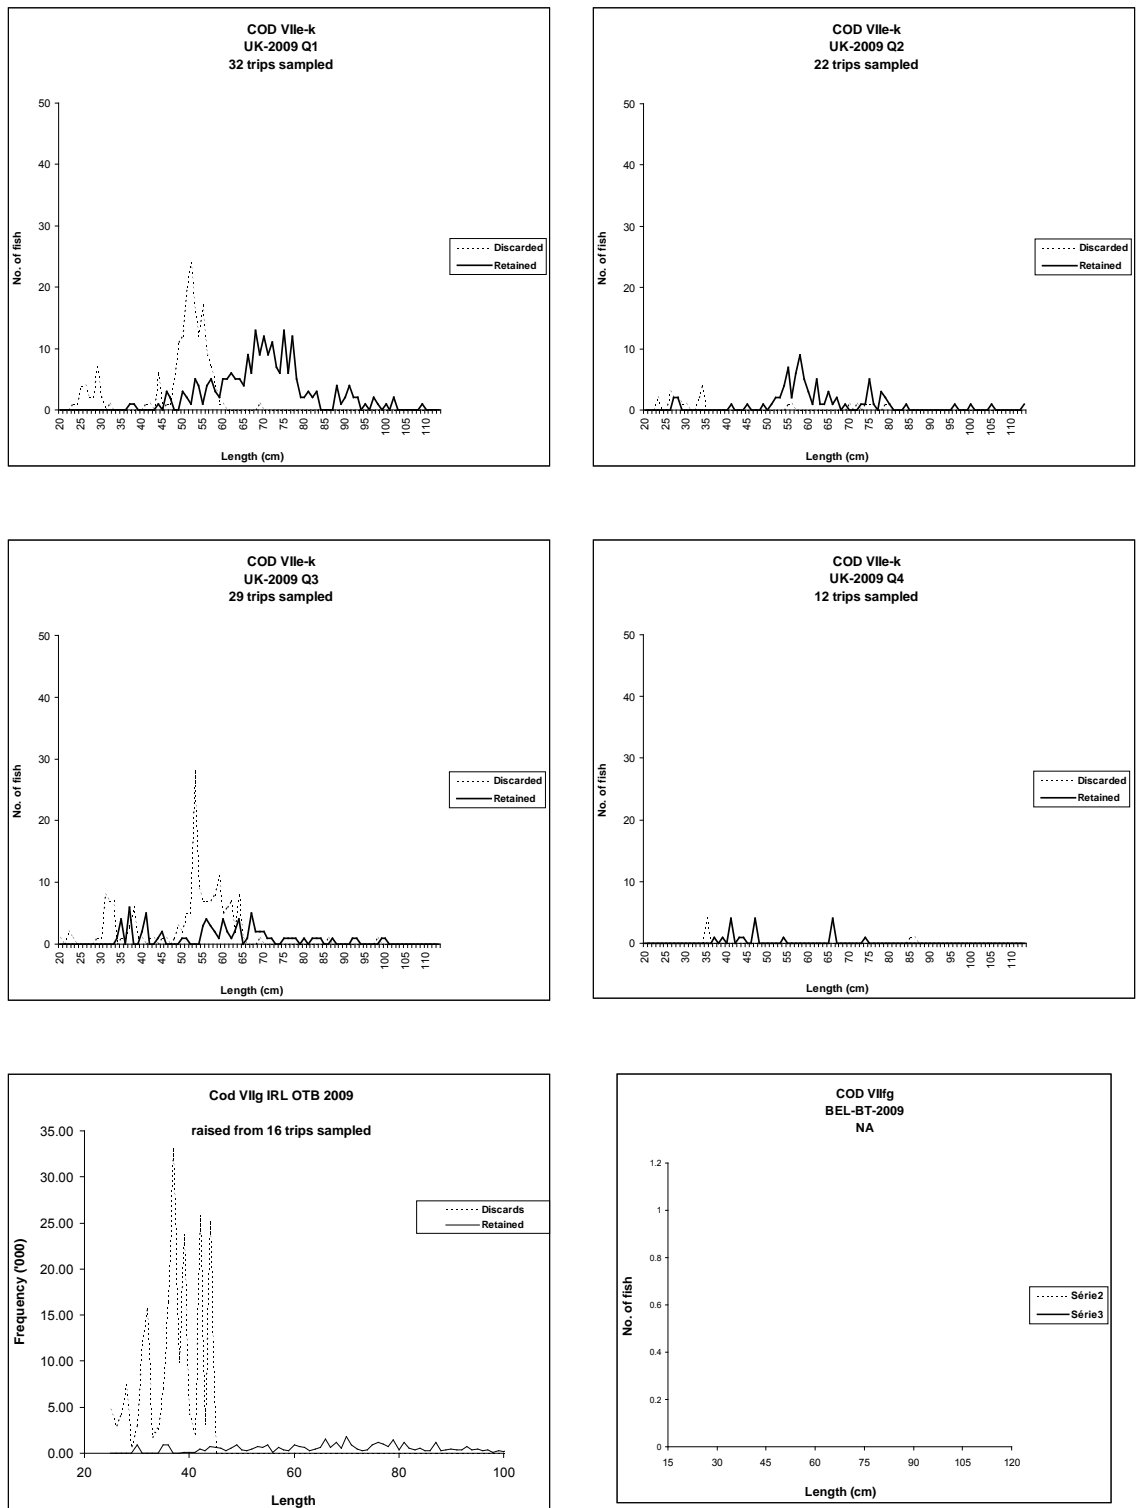 COD VIIe-k
UK-2009 Q1
32 trips sampled
50
40
30
20
10
0
No. of fish
20 25 30 35 40 45 50 55 60 65 70 75 80 85 90 95 100 105 110
Length (cm)
Discarded
Retained
COD VIIe-k
UK-2009 Q2
22 trips sampled
50
40
30
20
10
0
No. of fish
20 25 30 35 40 45 50 55 60 65 70 75 80 85 90 95 100 105 110
Length (cm)
Discarded
Retained
COD VIIe-k
UK-2009 Q3
29 trips sampled
50
40
30
20
10
0
No. of fish
20 25 30 35 40 45 50 55 60 65 70 75 80 85 90 95 100 105 110
Length (cm)
Discarded
Retained
COD VIIe-k
UK-2009 Q4
12 trips sampled
50
40
30
20
10
0
No. of fish
20 25 30 35 40 45 50 55 60 65 70 75 80 85 90 95 100 105 110
Length (cm)
Discarded
Retained
Cod VIIg IRL OTB 2009
raised from 16 trips sampled
35.00
30.00
25.00
20.00
15.00
10.00
5.00
0.00
Frequency ('000)
20 40 60 80 100
Length
Discards
Retained
COD VIIfg
BEL-BT-2009
NA
1.2
1
0.8
0.6
0.4
0.2
0
No. of fish
15 30 45 60 75 90 105 120
Length (cm)
Série2
Série3